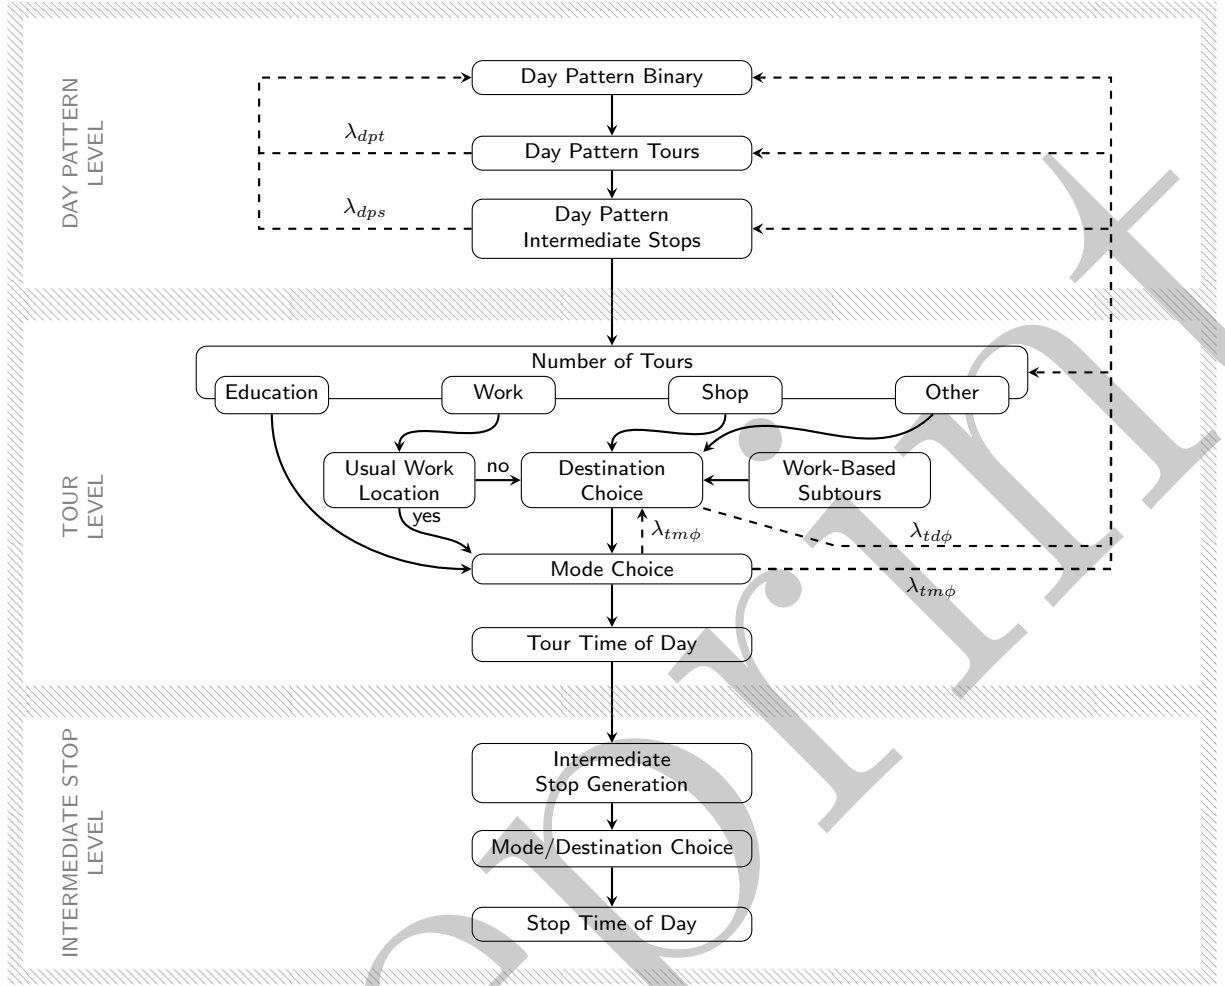 DAY PATTERN
LEVEL
Day Pattern Binary
λdpt
Day Pattern Tours
λdps
Day Pattern
Intermediate Stops
TOUR
LEVEL
Number of Tours
Education
Work
Shop
Other
Usual Work
Location
no
yes
Destination
Choice
Work-Based
Subtours
λtmϕ
λtdϕ
Mode Choice
λtmϕ
Tour Time of Day
INTERMEDIATE STOP
LEVEL
Intermediate
Stop Generation
Mode/Destination Choice
Stop Time of Day
eprint